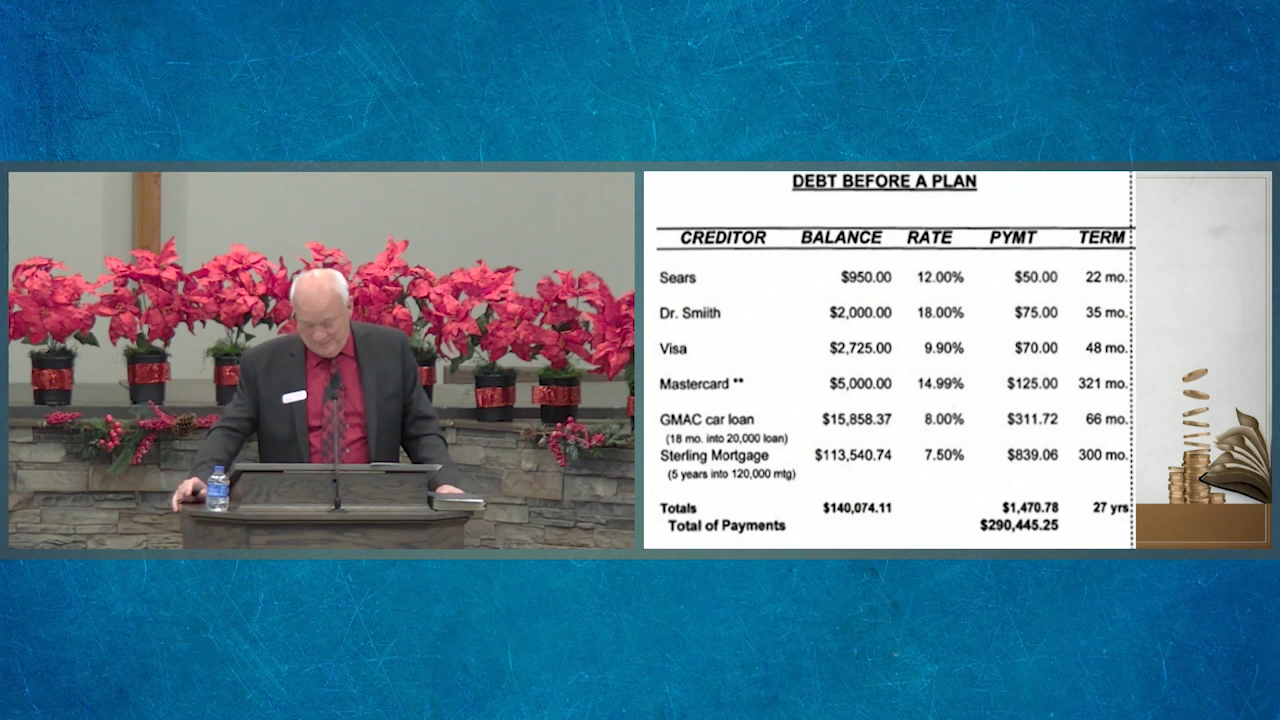 DEBT BEFORE A PLAN
CREDITOR BALANCE RATE PYMT TERM
Sears $950.00 12.00% $50.00 22 mo.
Dr. Smiith $2,000.00 18.00% $75.00 35 mo.
Visa $2,725.00 9.90% $70.00 48 mo.
Mastercard ** $5,000.00 14.99% $125.00 321 mo.
GMAC car loan $15,858.37 8.00% $311.72 66 mo.
(18 mo. into 20,000 loan)
Sterling Mortgage $113,540.74 7.50% $839.06 300 mo.
(5 years into 120,000 mtg)
Totals $140,074.11 $1,470.78 27 yrs
Total of Payments $290,445.25